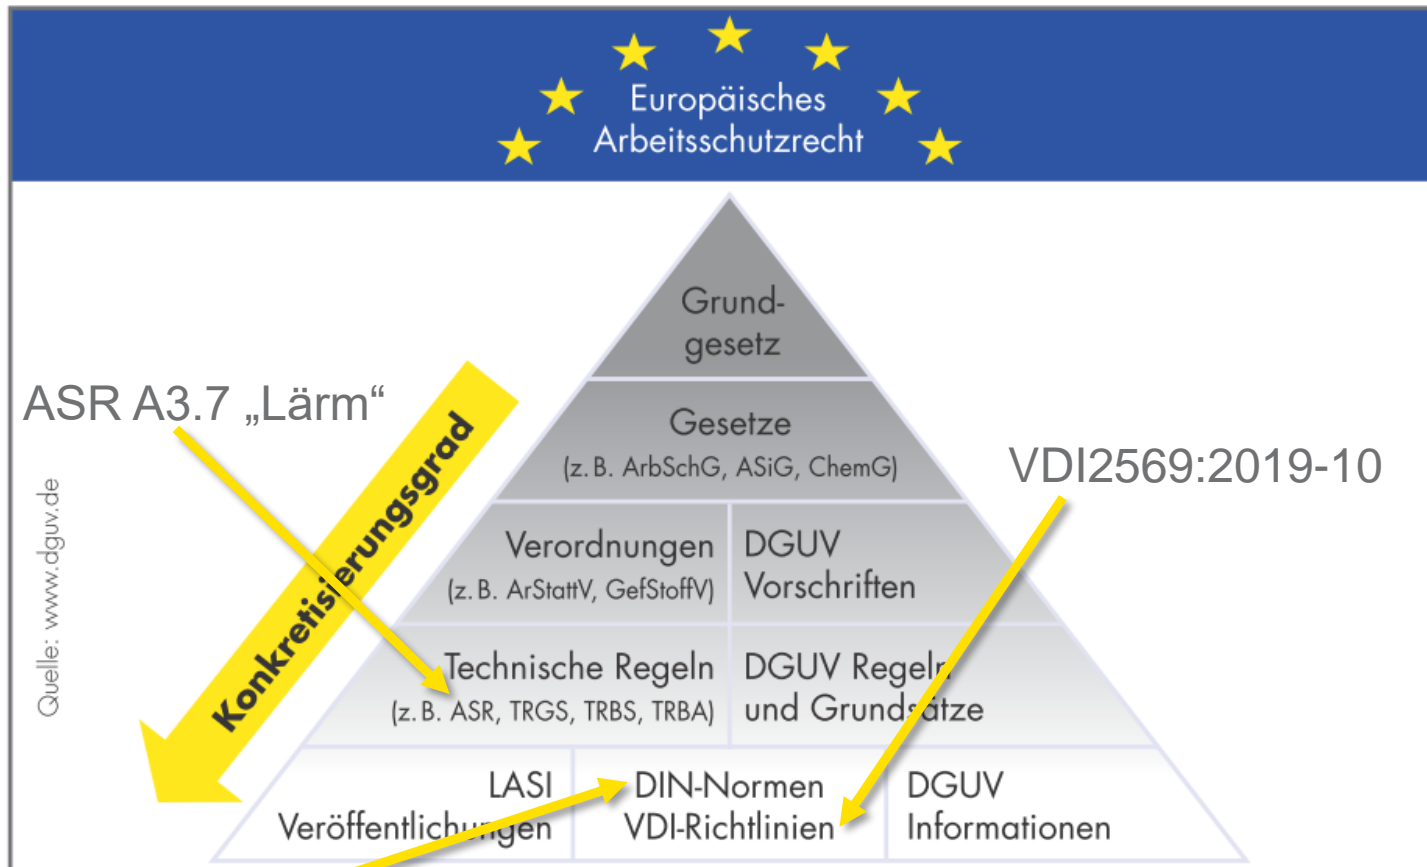 Europäisches
Arbeitsschutzrecht
Grund-
gesetz
ASR A3.7 „Lärm“
Gesetze
(z. B. ArbSchG, ASiG, ChemG)
VDI2569:2019-10
Konkretisierungsgrad
Quelle: www.dguv.de
Verordnungen
(z. B. ArStattV, GefStoffV)
DGUV
Vorschriften
Technische Regeln
(z. B. ASR, TRGS, TRBS, TRBA)
DGUV Regeln
und Grundsätze
LASI
Veröffentlichungen
DIN-Normen
VDI-Richtlinien
DGUV
Informationen